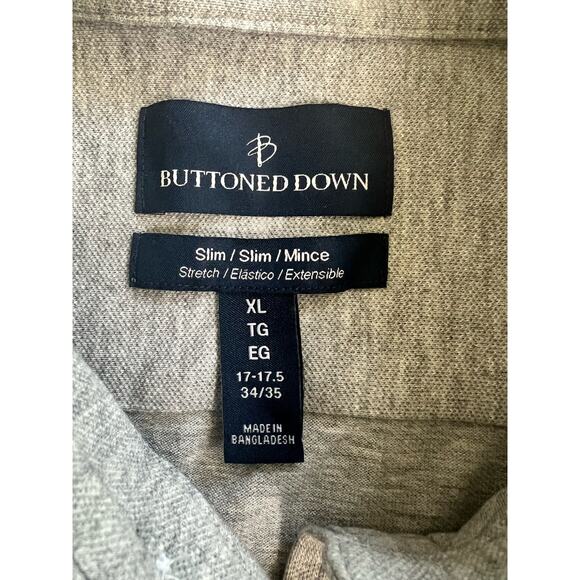 B
BUTTONED DOWN
Slim / Slim / Mince
Stretch / Elástico / Extensible
XL
TG
EG
17-17.5
34/35
MADE IN
BANGLADESH